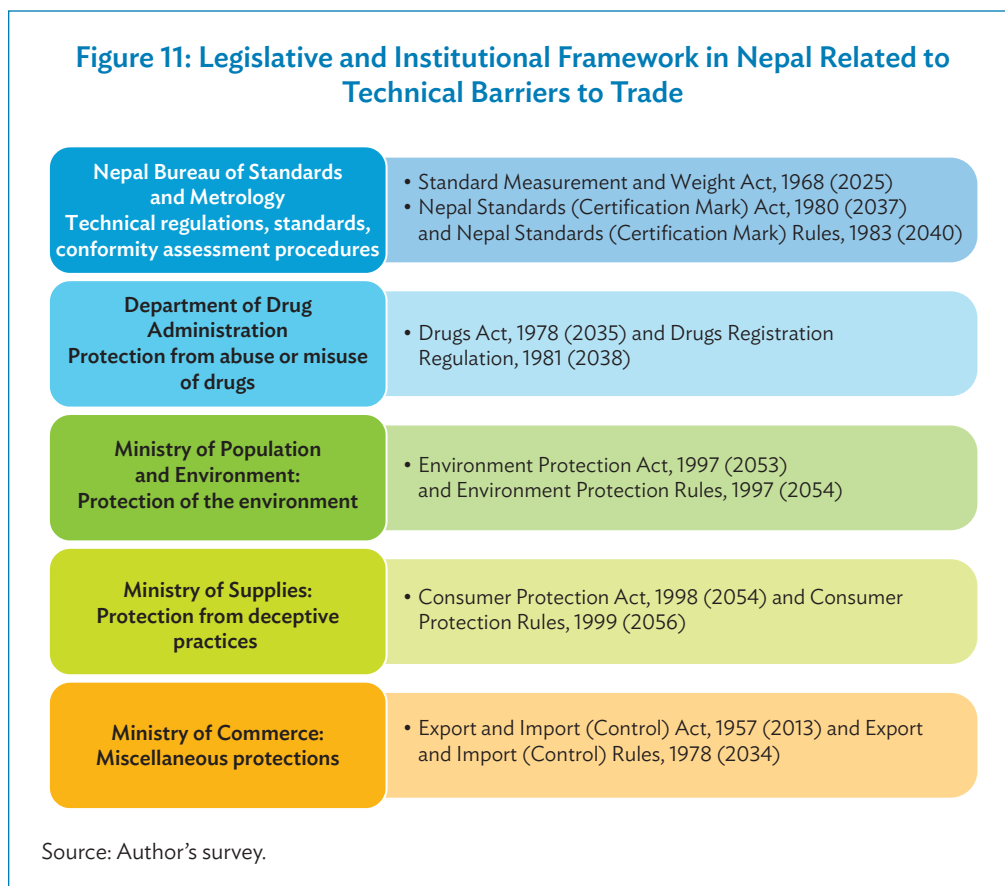 Figure 11: Legislative and Institutional Framework in Nepal Related to
Technical Barriers to Trade
Nepal Bureau of Standards
and Metrology
Technical regulations, standards,
conformity assessment procedures
• Standard Measurement and Weight Act, 1968 (2025)
• Nepal Standards (Certification Mark) Act, 1980 (2037)
and Nepal Standards (Certification Mark) Rules, 1983 (2040)
Department of Drug
Administration
Protection from abuse or misuse
of drugs
• Drugs Act, 1978 (2035) and Drugs Registration
Regulation, 1981 (2038)
Ministry of Population
and Environment:
Protection of the environment
• Environment Protection Act, 1997 (2053)
and Environment Protection Rules, 1997 (2054)
Ministry of Supplies:
Protection from deceptive
practices
• Consumer Protection Act, 1998 (2054) and Consumer
Protection Rules, 1999 (2056)
Ministry of Commerce:
Miscellaneous protections
• Export and Import (Control) Act, 1957 (2013) and Export
and Import (Control) Rules, 1978 (2034)
Source: Author's survey.